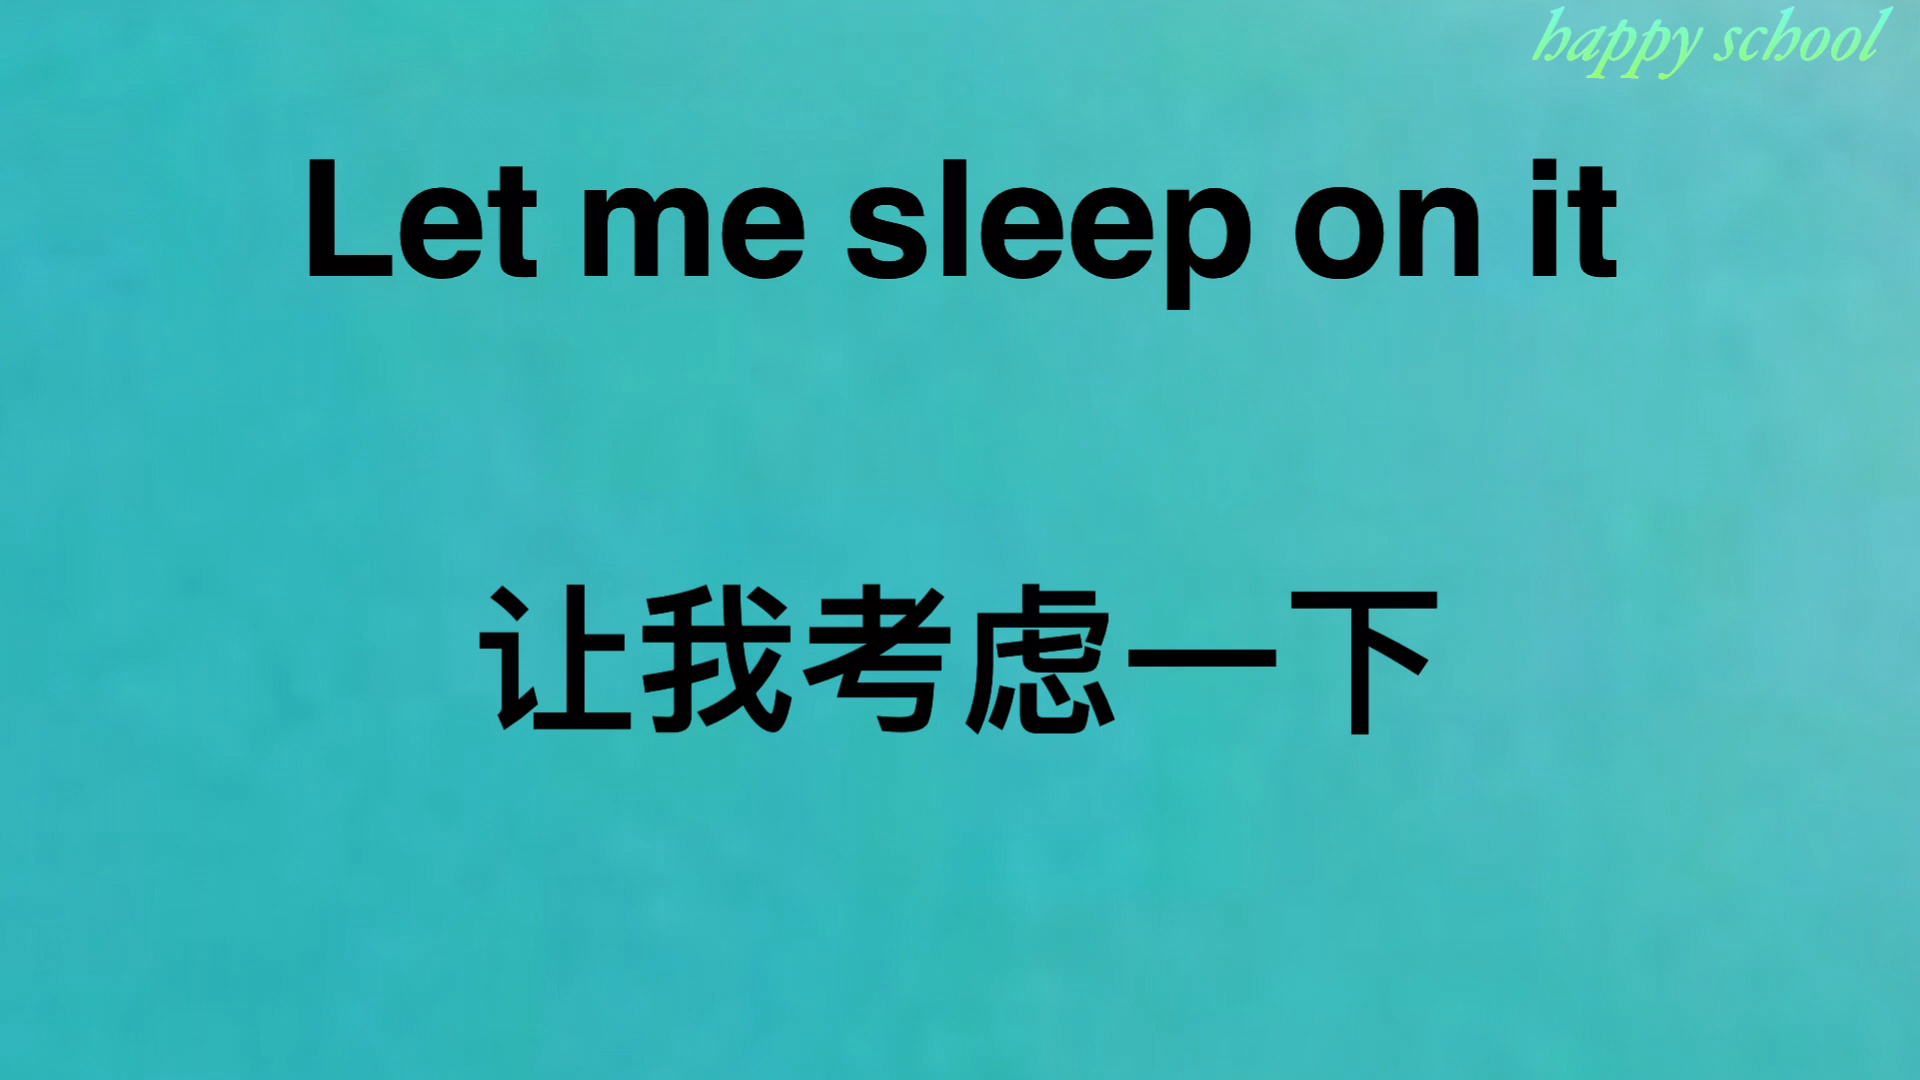 happy school
Let me sleep on it
让我考虑一下